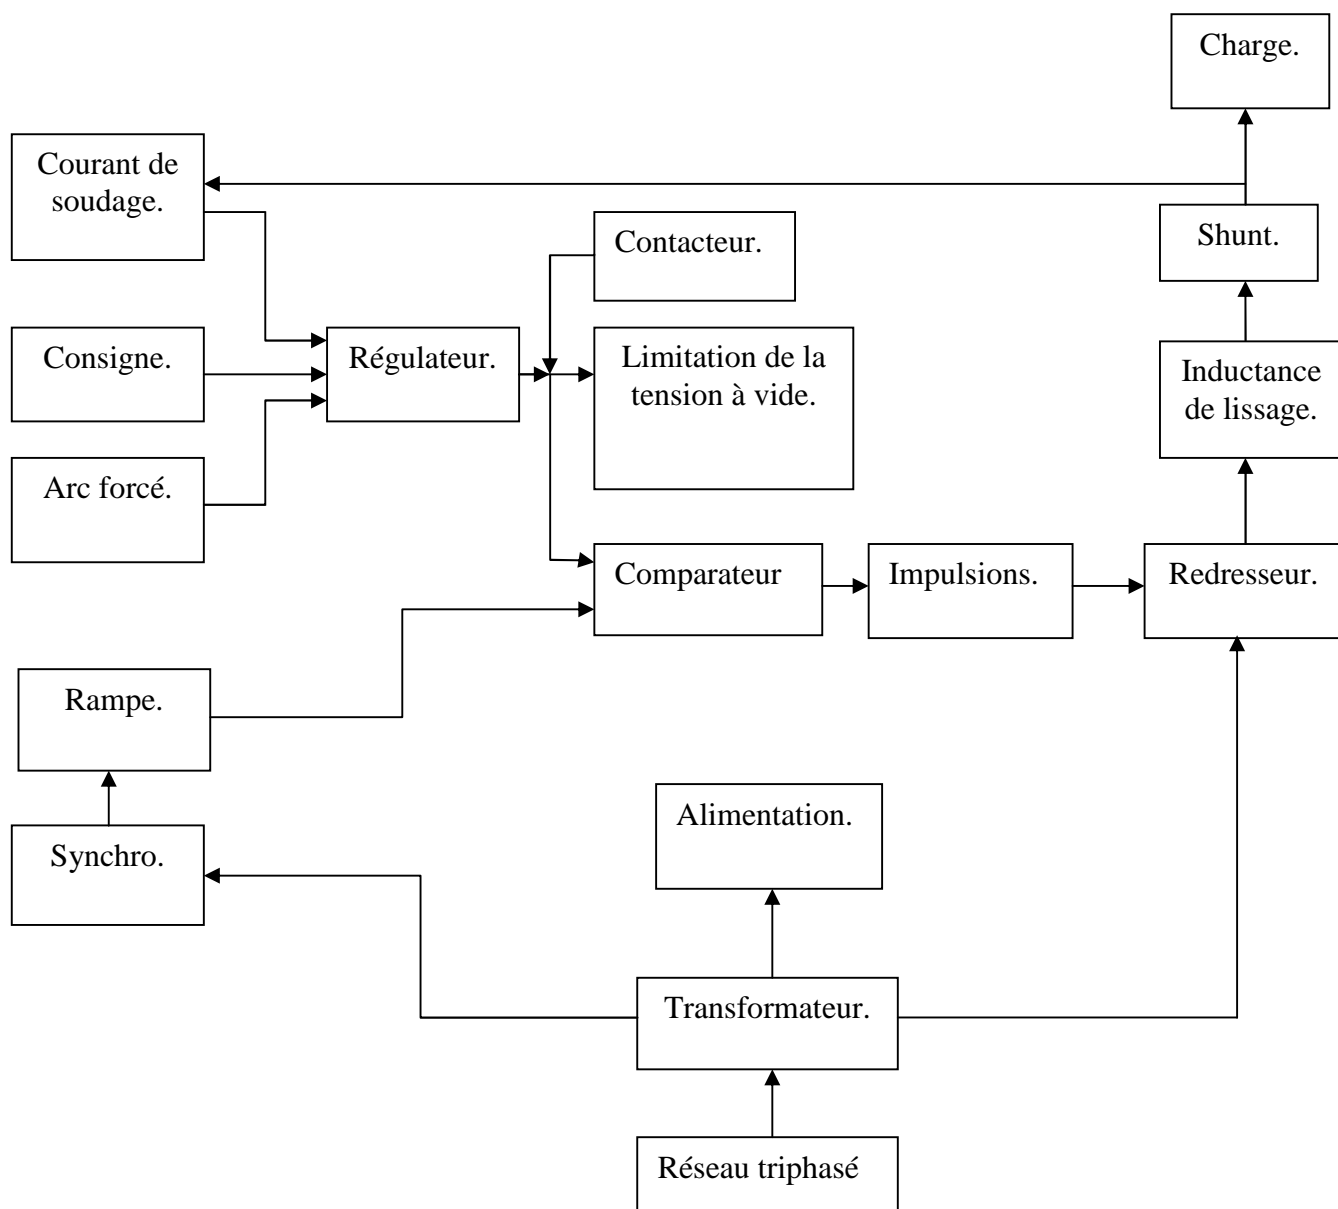 Charge.
Courant de
soudage.
Contacteur.
Shunt.
Consigne.
Régulateur.
Limitation de la
tension à vide.
Inductance
de lissage.
Arc forcé.
Comparateur
Impulsions.
Redresseur.
Rampe.
Alimentation.
Synchro.
Transformateur.
Réseau triphasé